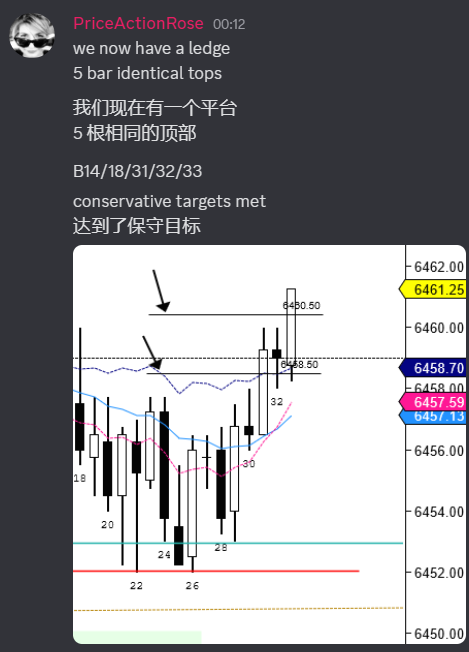 PriceActionRose 00:12
we now have a ledge
5 bar identical tops
我们现在有一个平台
5 根相同的顶部
B14/18/31/32/33
conservative targets met
达到了保守目标
6462.00
6461.25
6460.50
6460.00
6458.70
6458.50
6458.00
6457.59
6457.13
32
6456.00
30
18
6454.00
20
28
24
6452.00
22
26
6450.00